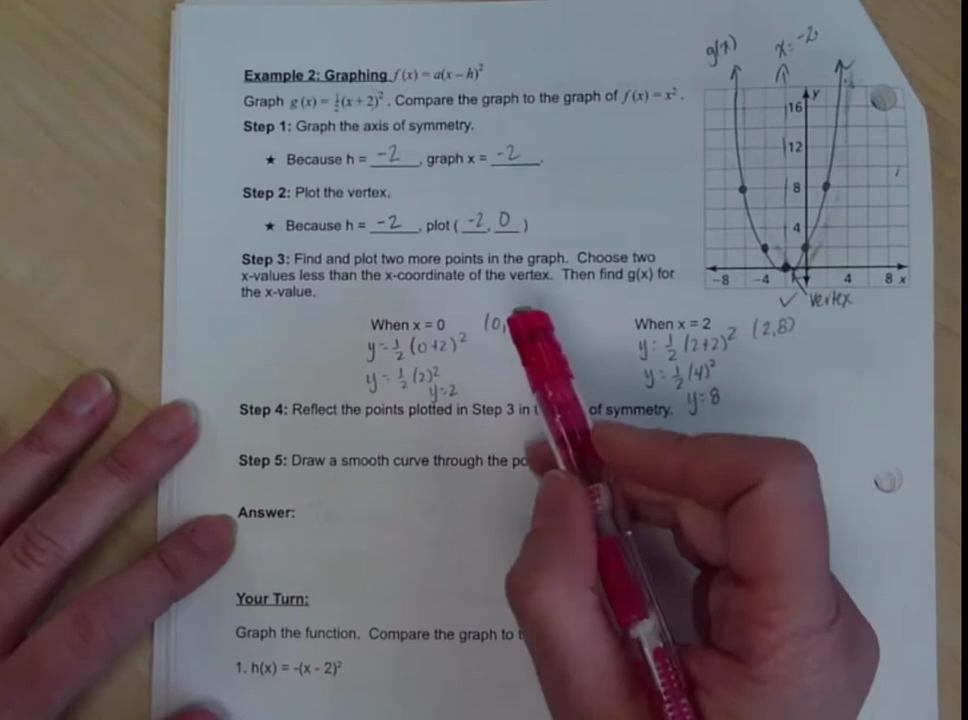 Example 2: Graphing f(x) = a(x – h)²
Graph g(x) = ½(x + 2)². Compare the graph to the graph of f(x) = x².
Step 1: Graph the axis of symmetry.
★ Because h = -2, graph x = -2.
Step 2: Plot the vertex.
★ Because h = -2, plot ( -2, 0 )
Step 3: Find and plot two more points in the graph. Choose two
x-values less than the x-coordinate of the vertex. Then find g(x) for
the x-value.
When x = 0 (0,
y = ½ (0+2)²
y = ½ (2)²
y = 2
When x = 2 (2,8)
y = ½ (2+2)²
y = ½ (4)²
y = 8
Step 4: Reflect the points plotted in Step 3 in of symmetry.
Step 5: Draw a smooth curve through the
Answer:
Your Turn:
Graph the function. Compare the graph to
1. h(x) = -(x - 2)²
g(x) x = -2
y
16
12
8
4
-8 -4 4 8 x
✓ vertex